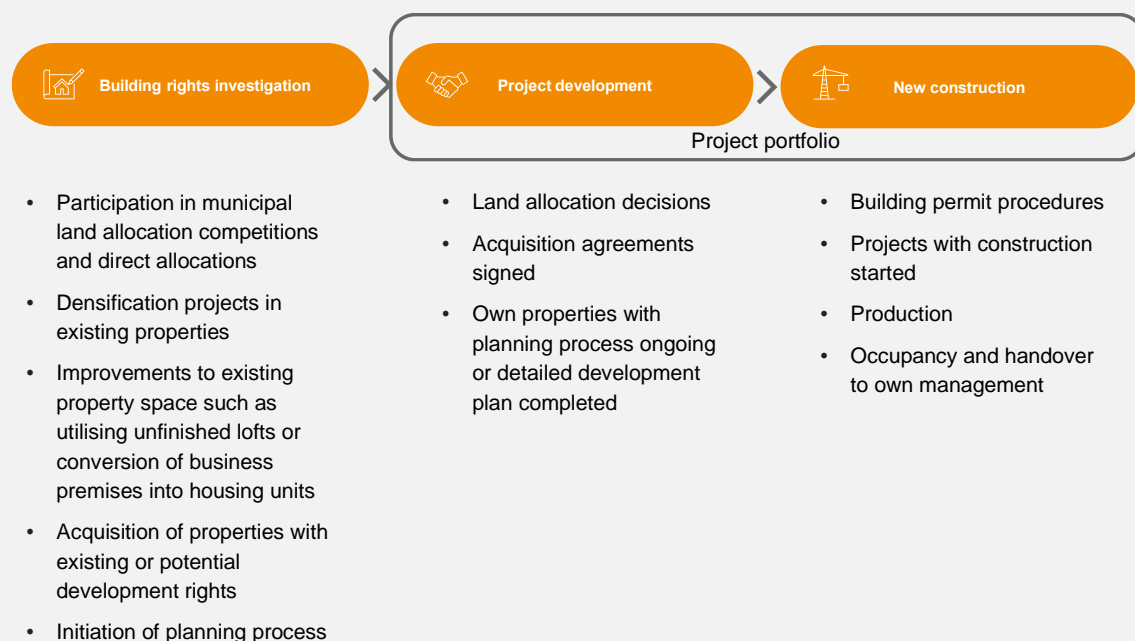 Building rights investigation
Project development
New construction
Project portfolio
• Participation in municipal
land allocation competitions
and direct allocations
• Densification projects in
existing properties
• Improvements to existing
property space such as
utilising unfinished lofts or
conversion of business
premises into housing units
• Acquisition of properties with
existing or potential
development rights
• Initiation of planning process
• Land allocation decisions
• Acquisition agreements
signed
• Own properties with
planning process ongoing
or detailed development
plan completed
• Building permit procedures
• Projects with construction
started
• Production
• Occupancy and handover
to own management